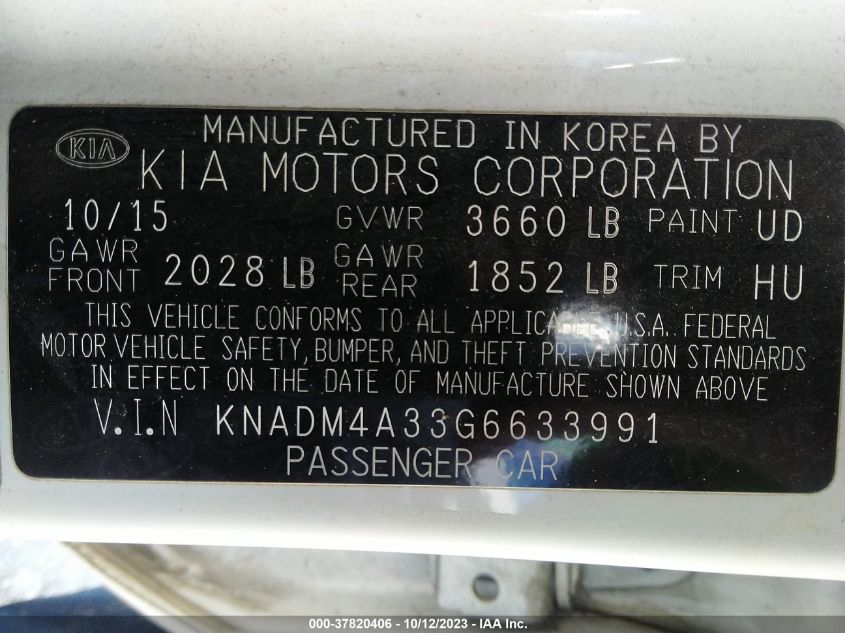 KIA
MANUFACTURED IN KOREA BY
KIA MOTORS CORPORATION
10/15 GVWR 3660 LB PAINT UD
GAWR FRONT 2028 LB GAWR REAR 1852 LB TRIM HU
THIS VEHICLE CONFORMS TO ALL APPLICABLE U.S.A. FEDERAL
MOTOR VEHICLE SAFETY, BUMPER, AND THEFT PREVENTION STANDARDS
IN EFFECT ON THE DATE OF MANUFACTURE SHOWN ABOVE
V.I.N KNADM4A33G6633991
PASSENGER CAR
000-37820406 - 10/12/2023 - IAA Inc.